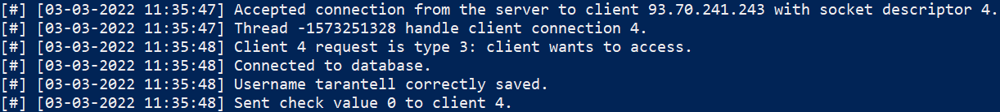 [#] [03-03-2022 11:35:47] Accepted connection from the server to client 93.70.241.243 with socket descriptor 4.
[#] [03-03-2022 11:35:47] Thread -1573251328 handle client connection 4.
[#] [03-03-2022 11:35:48] Client 4 request is type 3: client wants to access.
[#] [03-03-2022 11:35:48] Connected to database.
[#] [03-03-2022 11:35:48] Username tarantell correctly saved.
[#] [03-03-2022 11:35:48] Sent check value 0 to client 4.